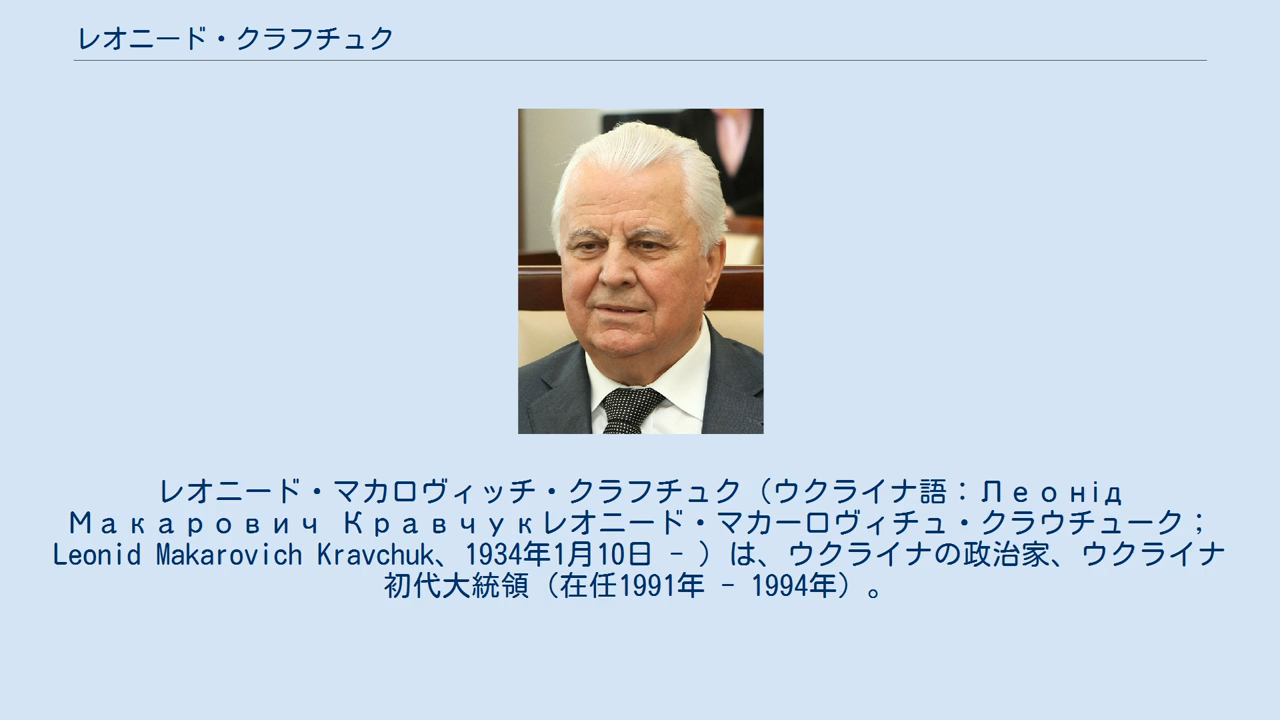 レオニード・クラフチュク
レオニード・マカロヴィッチ・クラフチュク（ウクライナ語：Леонід
Макарович Кравчукレオニード・マカーロヴィチュ・クラウチューク；
Leonid Makarovich Kravchuk、1934年1月10日 - ）は、ウクライナの政治家、ウクライナ
初代大統領（在任1991年 - 1994年）。